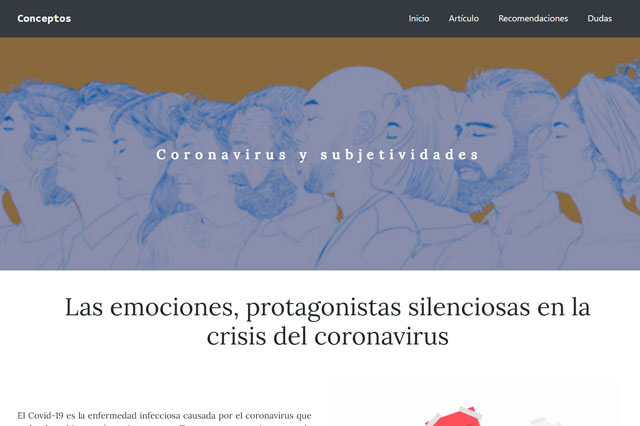 Conceptos
Inicio Artículo Recomendaciones Dudas
Coronavirus y subjetividades
Las emociones, protagonistas silenciosas en la
crisis del coronavirus
El Covid-19 es la enfermedad infecciosa causada por el coronavirus que